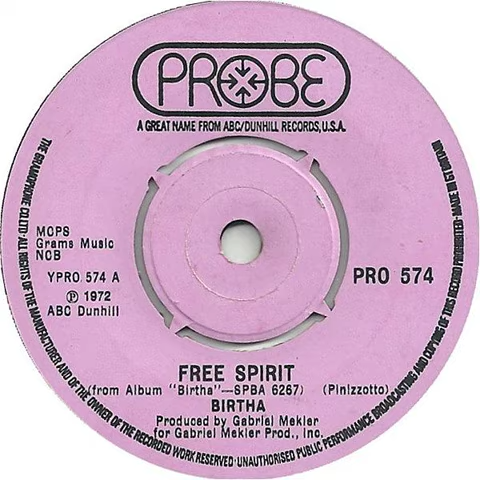 PROBE
A GREAT NAME FROM ABC/DUNHILL RECORDS, U.S.A.
THE GRAMOPHONE CO. LTD · ALL RIGHTS OF THE MANUFACTURER AND OF THE OWNER OF THE RECORDED WORK RESERVED · UNAUTHORISED PUBLIC PERFORMANCE BROADCASTING AND COPYING OF THIS RECORD PROHIBITED · MADE IN GT BRITAIN
MCPS
Grams Music
NCB
YPRO 574 A
Ⓟ 1972
ABC Dunhill
PRO 574
FREE SPIRIT
(from Album "Birtha"—SPBA 6267) (Pinizzotto)
BIRTHA
Produced by Gabriel Mekler
for Gabriel Mekler Prod., Inc.